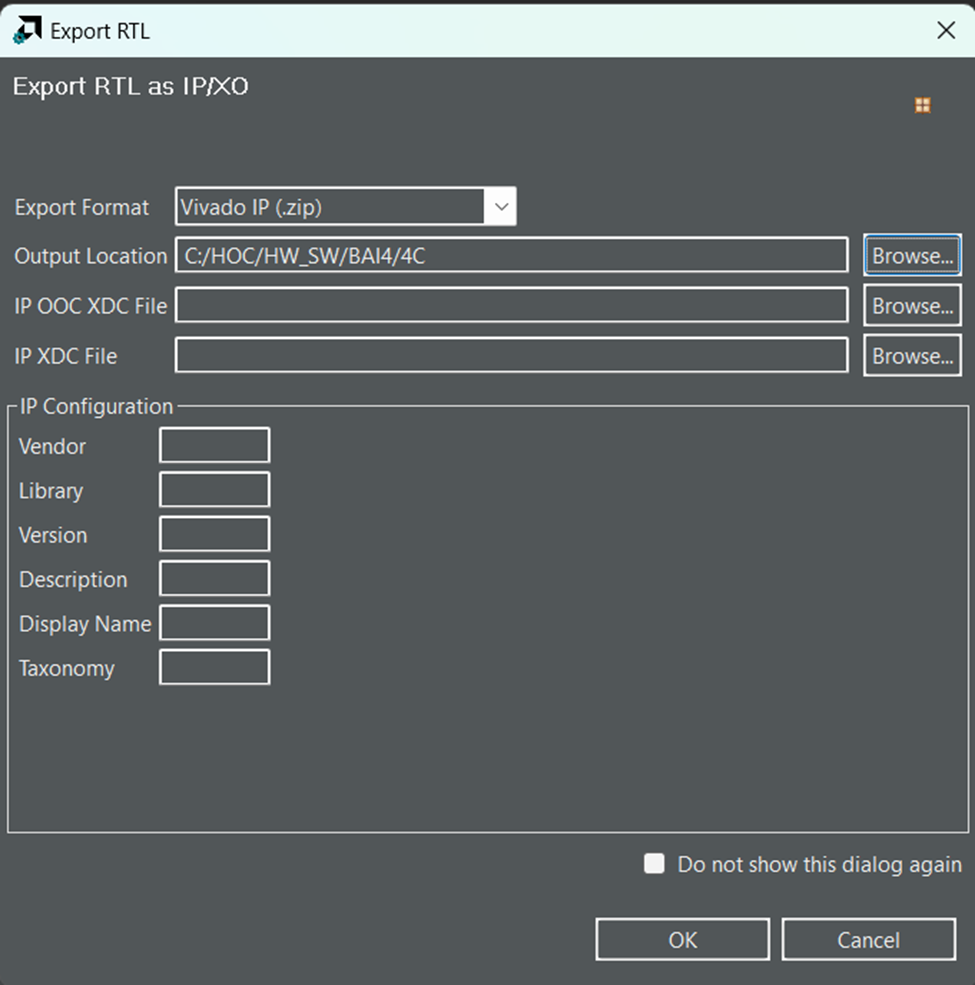 Export RTL
Export RTL as IP/XO
Export Format Vivado IP (.zip)
Output Location C:/HOC/HW_SW/BAI4/4C Browse...
IP OOC XDC File Browse...
IP XDC File Browse...
IP Configuration
Vendor
Library
Version
Description
Display Name
Taxonomy
Do not show this dialog again
OK Cancel